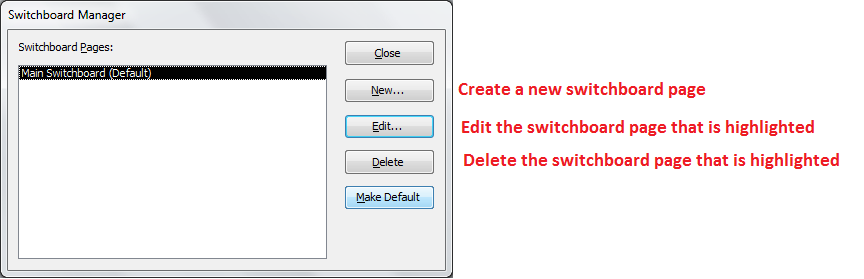 Switchboard Manager
Switchboard Pages:
Main Switchboard (Default)
Close
New...
Create a new switchboard page
Edit...
Edit the switchboard page that is highlighted
Delete
Delete the switchboard page that is highlighted
Make Default